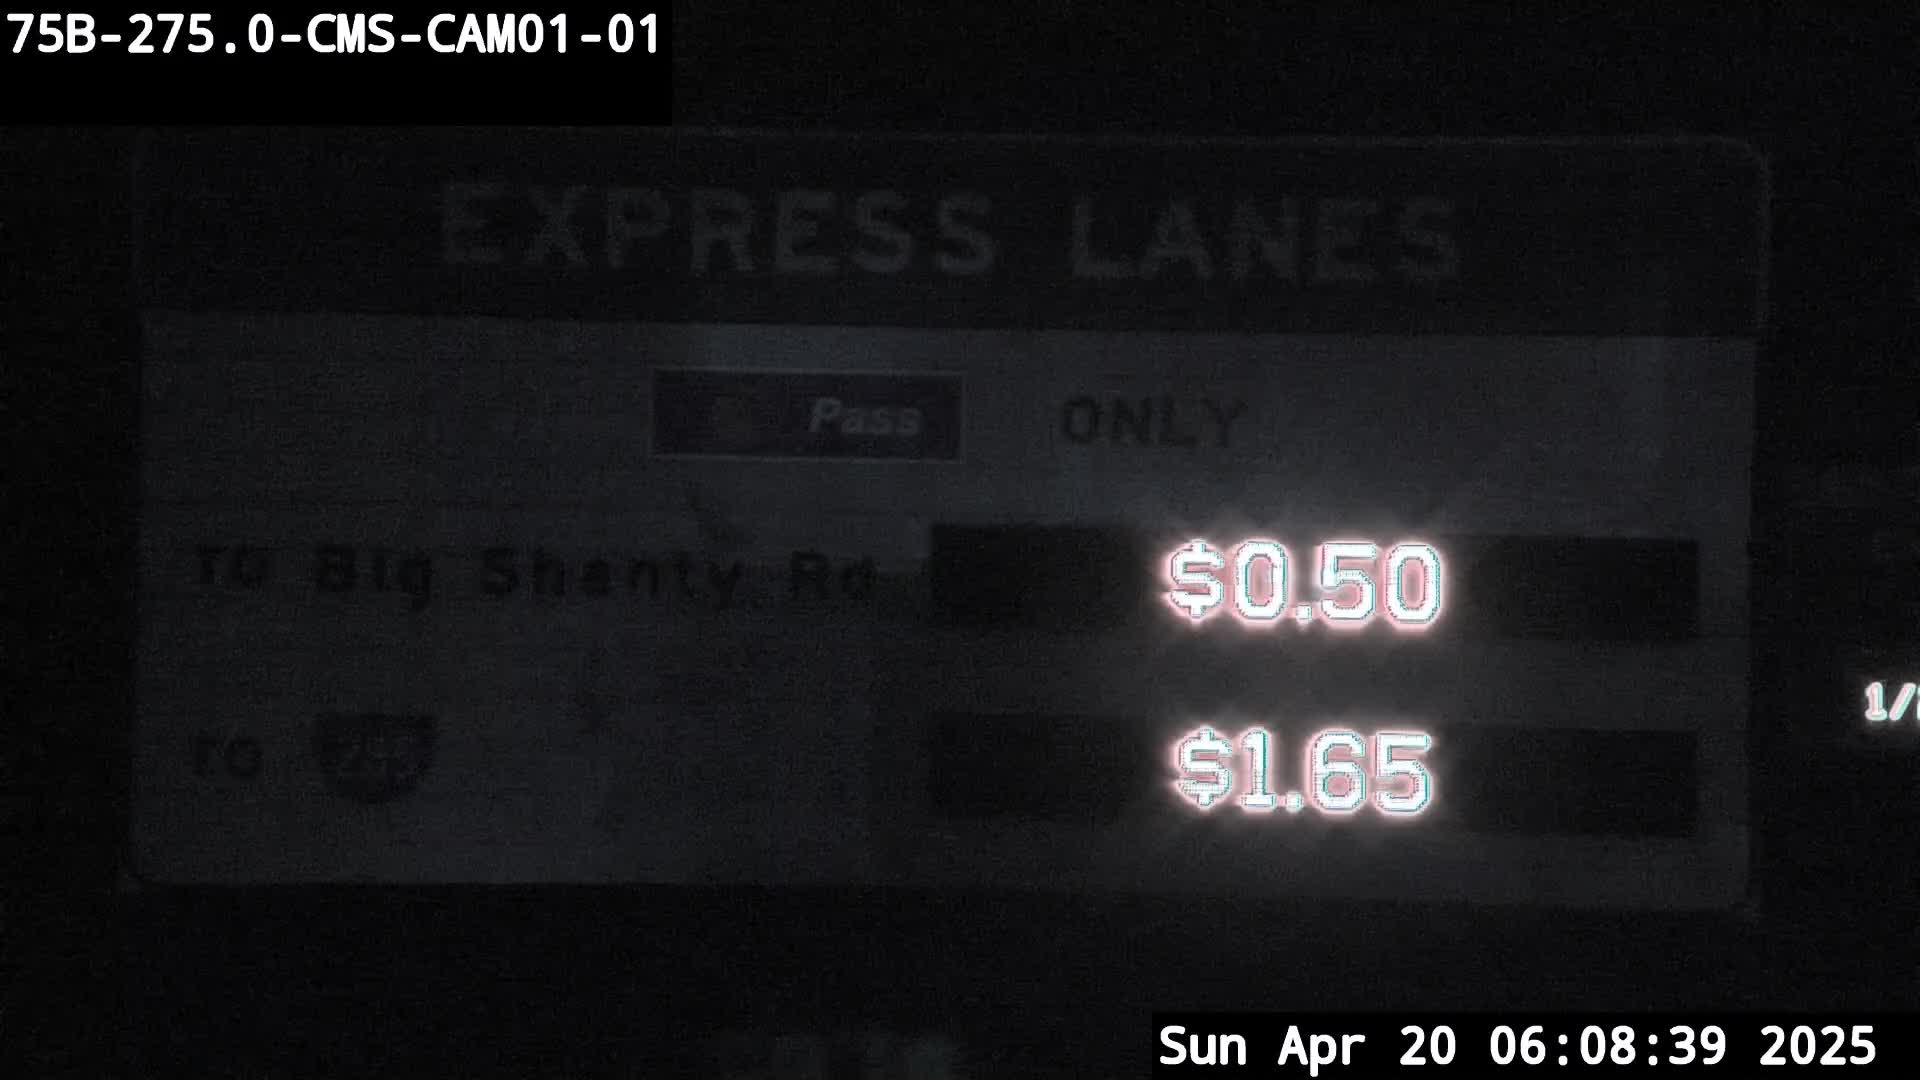 75B-275.0-CMS-CAM01-01
EXPRESS LANES
Pass ONLY
TO Big Shanty Rd $0.50
TO $1.65
1/
Sun Apr 20 06:08:39 2025